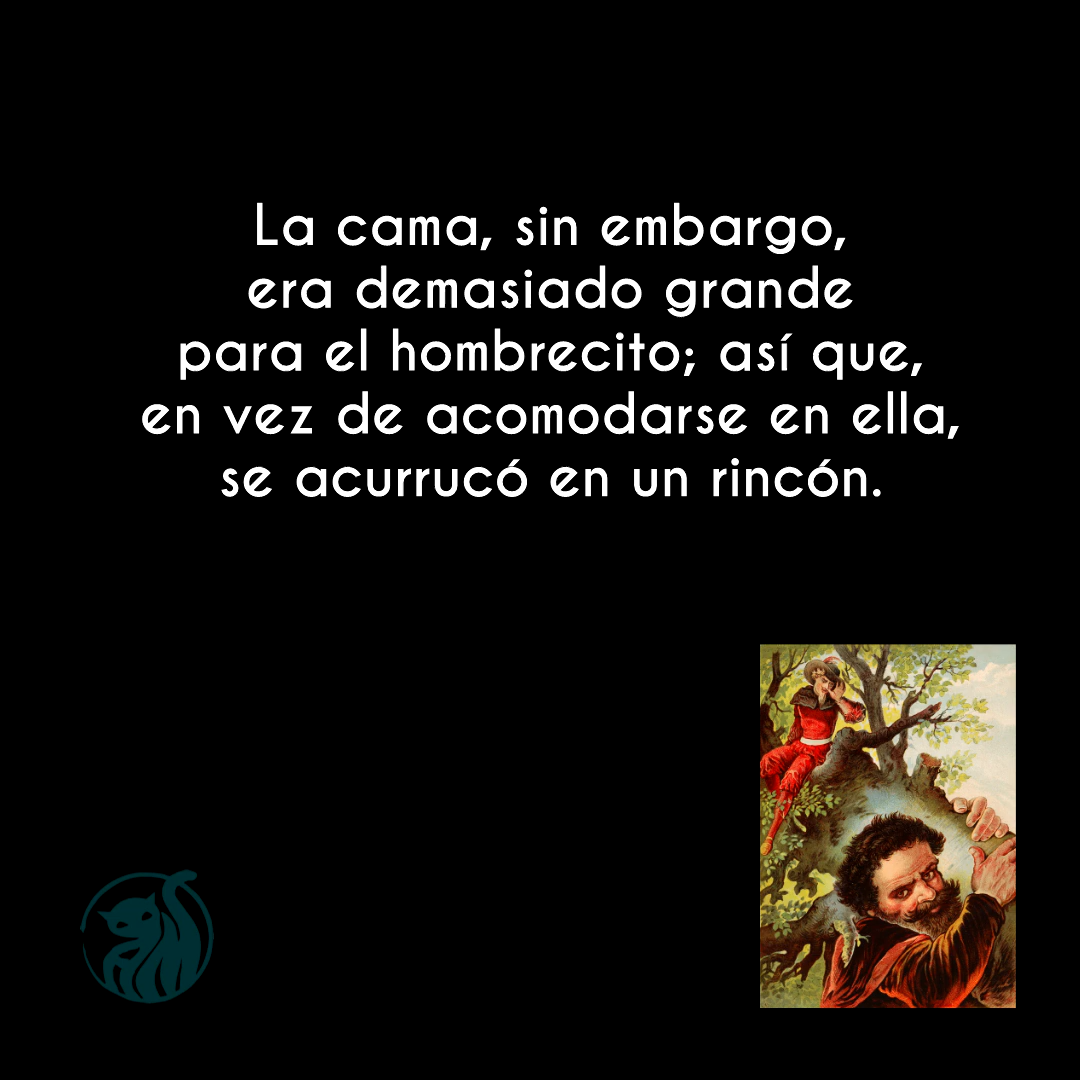 La cama, sin embargo,
era demasiado grande
para el hombrecito; así que,
en vez de acomodarse en ella,
se acurrucó en un rincón.